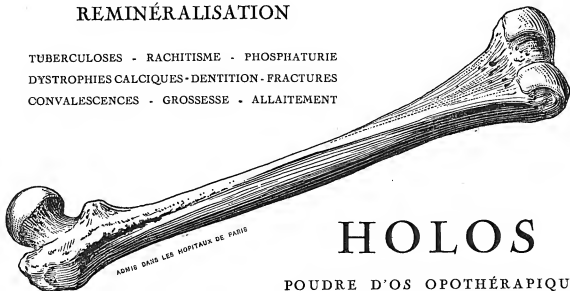 REMINÉRALISATION
TUBERCULOSES - RACHITISME - PHOSPHATURIE
DYSTROPHIES CALCIQUES - DENTITION - FRACTURES
CONVALESCENCES - GROSSESSE - ALLAITEMENT
ADMIS DANS LES HOPITAUX DE PARIS
HOLOS
POUDRE D'OS OPOTHÉRAPIQU